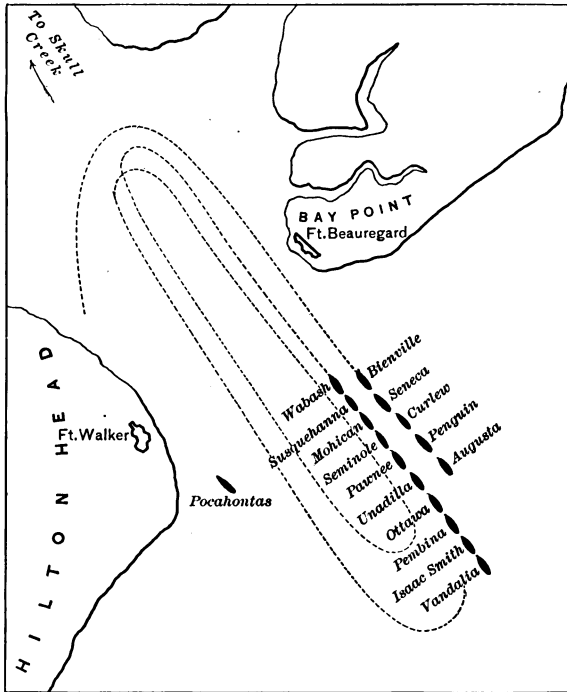 To Skull
Creek
BAY POINT
Ft. Beauregard
HILTON HEAD
Ft. Walker
Pocahontas
Bienville
Seneca
Curlew
Penguin
Augusta
Wabash
Susquehanna
Mohican
Seminole
Pawnee
Unadilla
Ottawa
Pembina
Isaac Smith
Vandalia